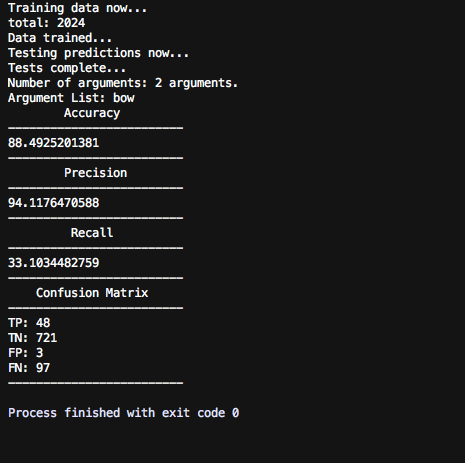 Training data now...
total: 2024
Data trained...
Testing predictions now...
Tests complete...
Number of arguments: 2 arguments.
Argument List: bow
Accuracy
-------------------------
88.4925201381
-------------------------
Precision
-------------------------
94.1176470588
-------------------------
Recall
-------------------------
33.1034482759
-------------------------
Confusion Matrix
-------------------------
TP: 48
TN: 721
FP: 3
FN: 97
-------------------------
Process finished with exit code 0